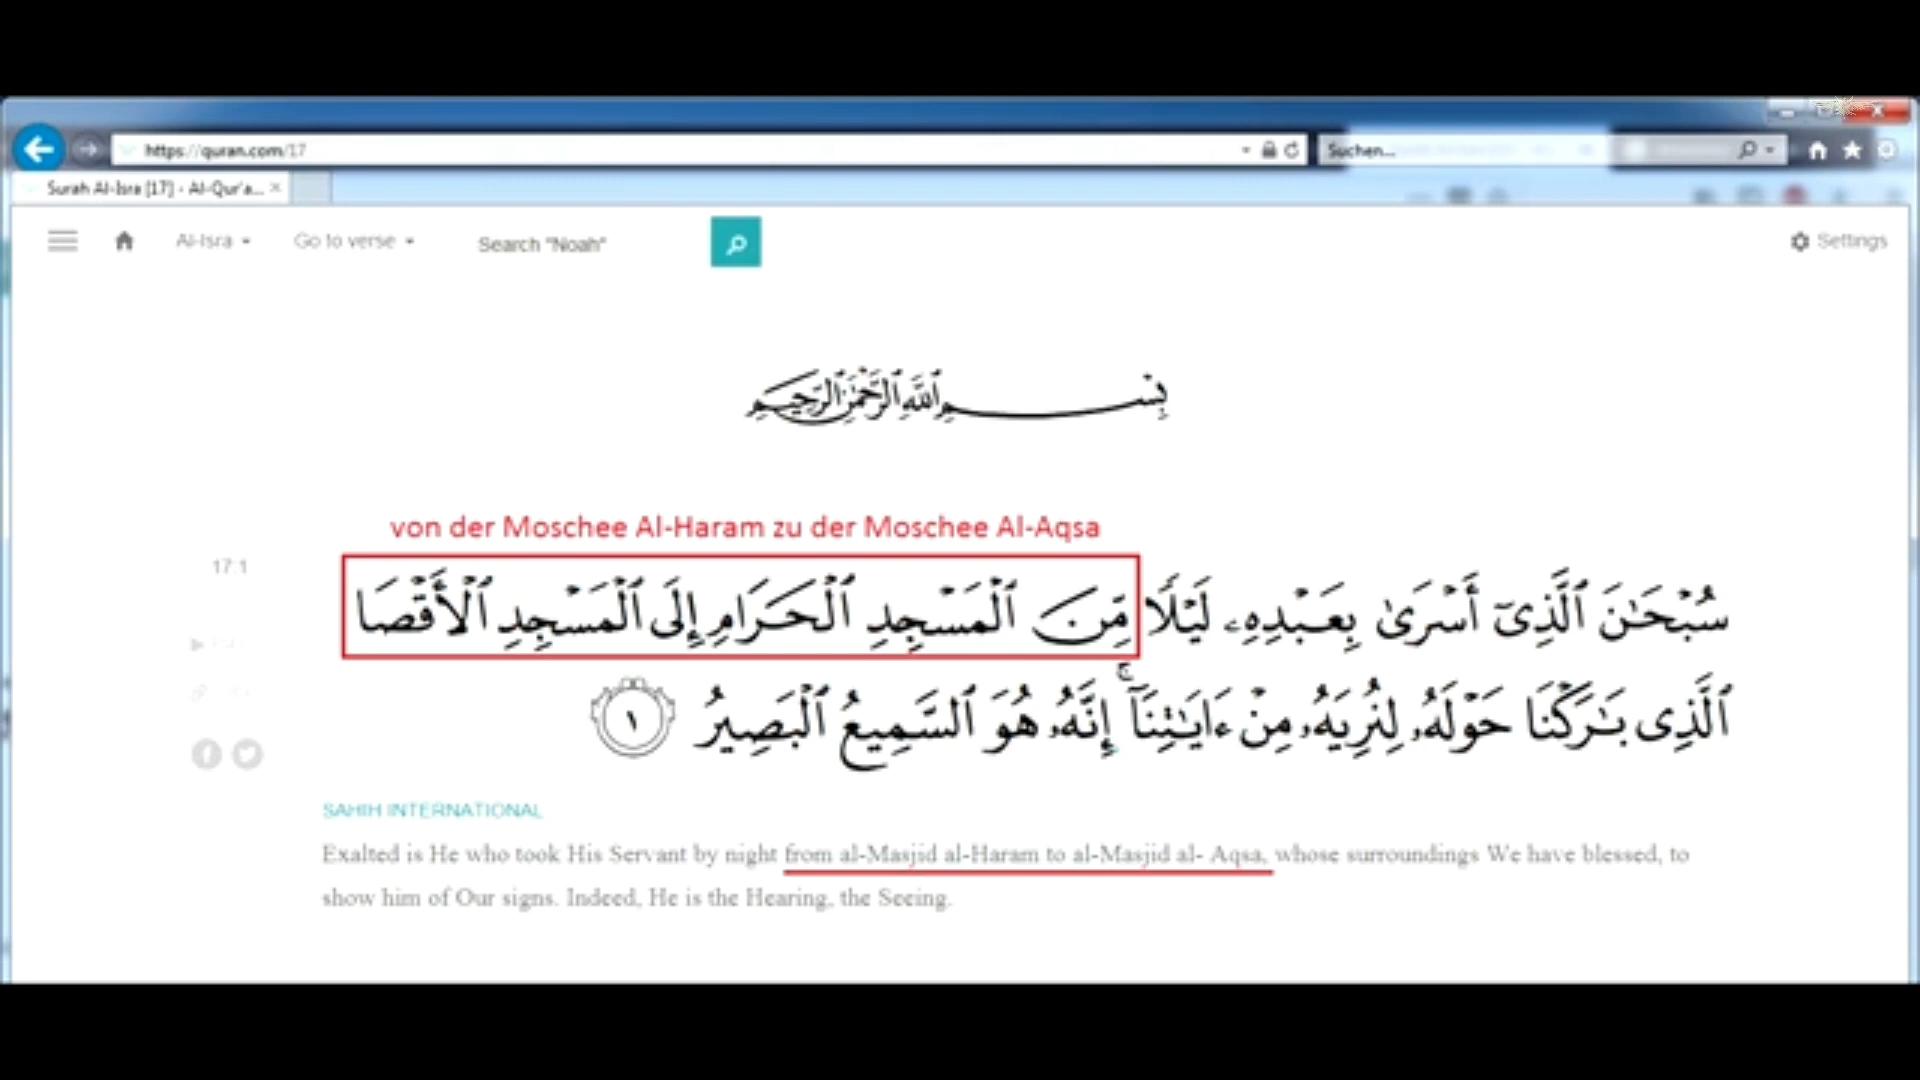 https://quran.com/17
Suchen...
Surah Al-Isra [17] - Al-Qur'a...
Al-Isra
Go to verse
Search "Noah"
Settings
بِسْمِ ٱللَّهِ ٱلرَّحْمَٰنِ ٱلرَّحِيمِ
von der Moschee Al-Haram zu der Moschee Al-Aqsa
17:1
سُبْحَٰنَ ٱلَّذِىٓ أَسْرَىٰ بِعَبْدِهِۦ لَيْلًا مِّنَ ٱلْمَسْجِدِ ٱلْحَرَامِ إِلَى ٱلْمَسْجِدِ ٱلْأَقْصَا
ٱلَّذِى بَٰرَكْنَا حَوْلَهُۥ لِنُرِيَهُۥ مِنْ ءَايَٰتِنَآ ۚ إِنَّهُۥ هُوَ ٱلسَّمِيعُ ٱلْبَصِيرُ ١
SAHIH INTERNATIONAL
Exalted is He who took His Servant by night from al-Masjid al-Haram to al-Masjid al- Aqsa, whose surroundings We have blessed, to
show him of Our signs. Indeed, He is the Hearing, the Seeing.